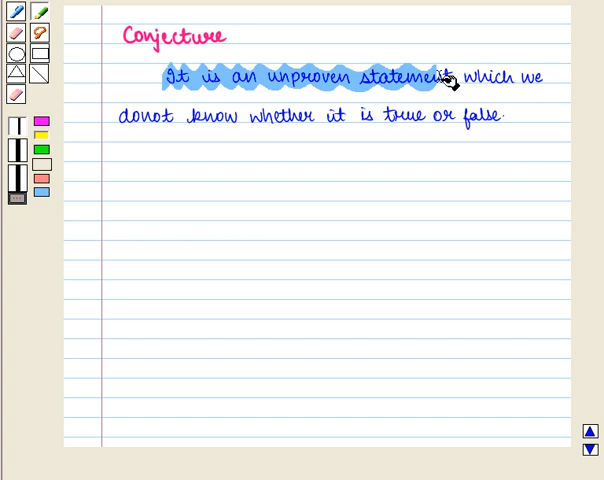 Conjecture
It is an unproven statement which we
donot know whether it is true or false.